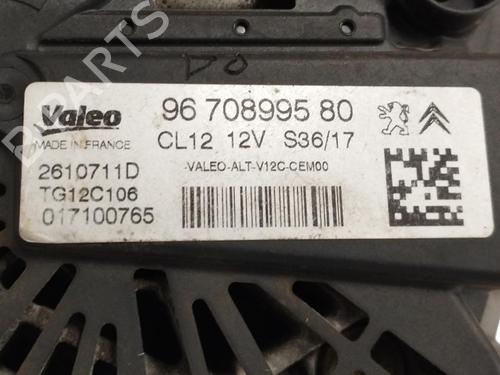 DO
Valeo
MADE IN FRANCE
96 708995 80
CL12 12V S36/17
-VALEO-ALT-V12C-CEM00
2610711D
TG12C106
017100765
B-PARTS